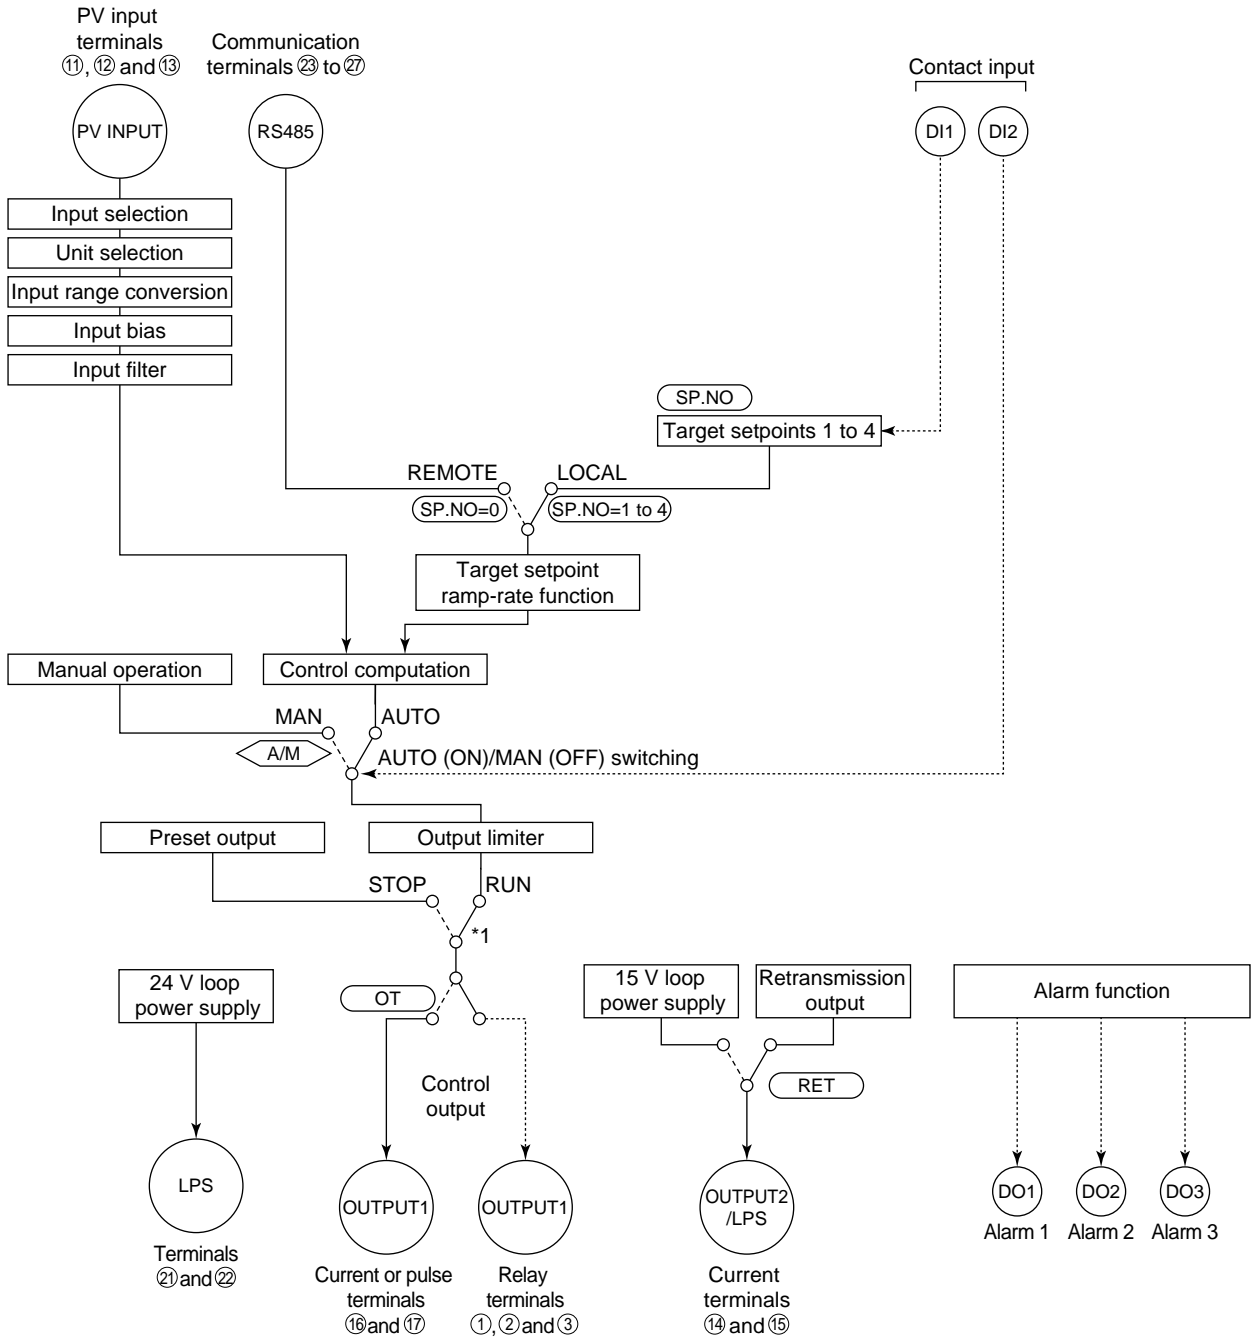 PV input
terminals
⑪, ⑫ and ⑬
Communication
terminals ㉓ to ㉗
Contact input
PV INPUT
RS485
DI1
DI2
Input selection
Unit selection
Input range conversion
Input bias
Input filter
SP.NO
Target setpoints 1 to 4
REMOTE
LOCAL
SP.NO=0
SP.NO=1 to 4
Target setpoint
ramp-rate function
Manual operation
Control computation
MAN
AUTO
A/M
AUTO (ON)/MAN (OFF) switching
Preset output
Output limiter
STOP
RUN
*1
24 V loop
power supply
OT
15 V loop
power supply
Retransmission
output
Alarm function
RET
Control
output
LPS
OUTPUT1
OUTPUT1
OUTPUT2
/LPS
DO1
DO2
DO3
Alarm 1
Alarm 2
Alarm 3
Terminals
㉑ and ㉒
Current or pulse
terminals
⑯ and ⑰
Relay
terminals
①, ② and ③
Current
terminals
⑭ and ⑮